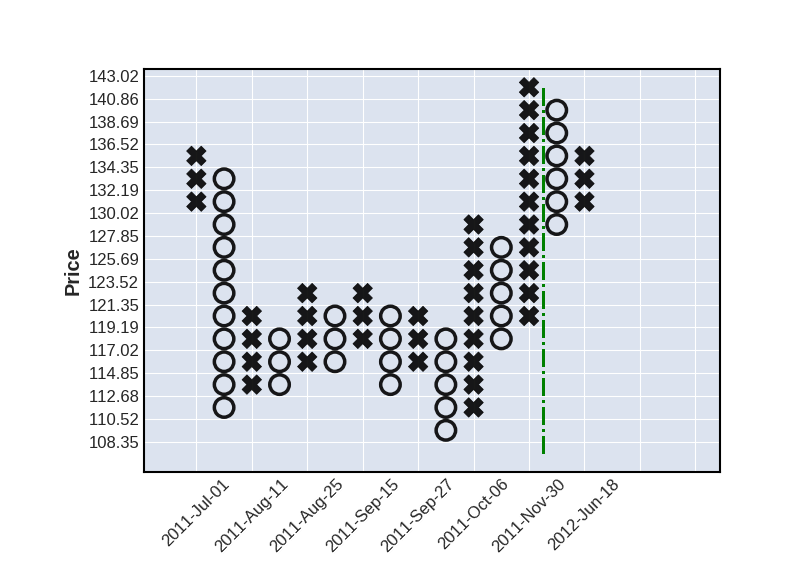 143.02
140.86
138.69
136.52
134.35
132.19
130.02
127.85
125.69
123.52
121.35
119.19
117.02
114.85
112.68
110.52
108.35
Price
2011-Jul-01
2011-Aug-11
2011-Aug-25
2011-Sep-15
2011-Sep-27
2011-Oct-06
2011-Nov-30
2012-Jun-18